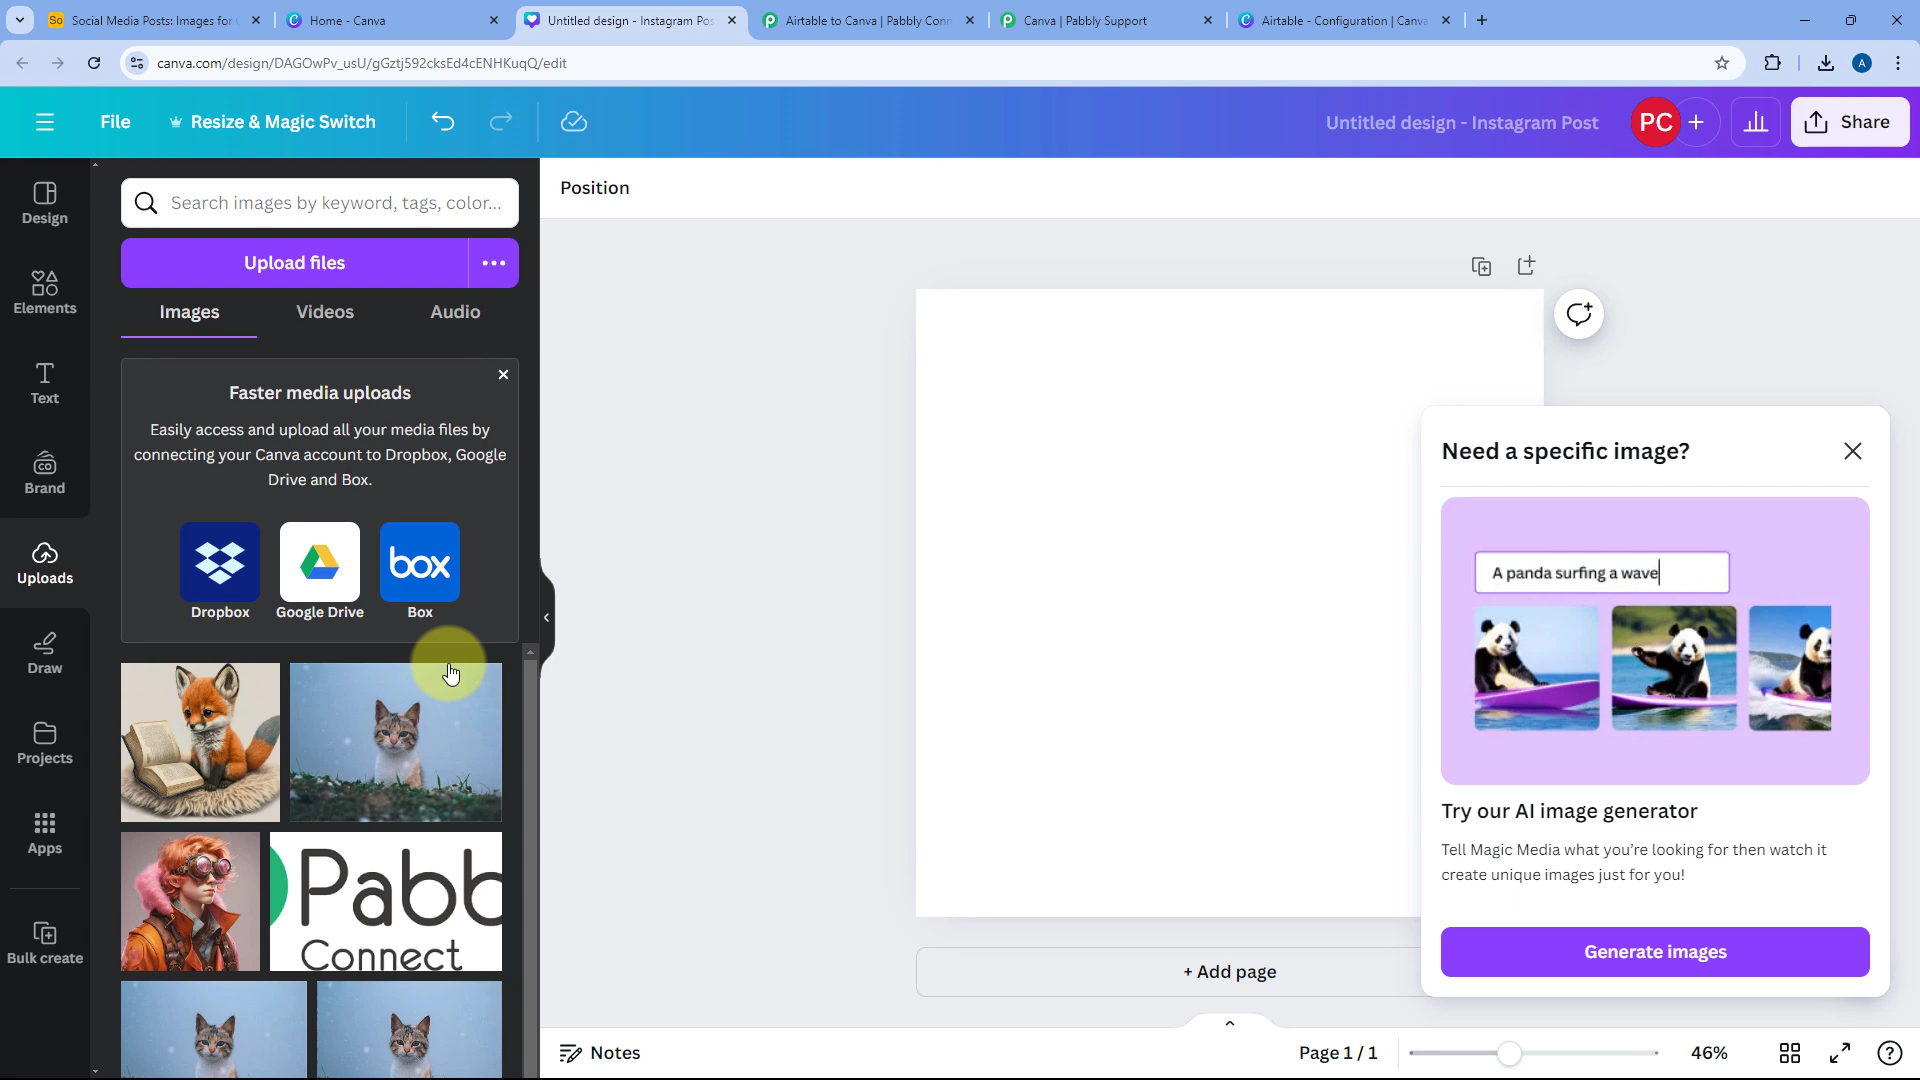 Social Media Posts: Images for
Home - Canva
Untitled design - Instagram Pos
Airtable to Canva | Pabbly Conn
Canva | Pabbly Support
Airtable - Configuration | Canva
canva.com/design/DAGOwPv_usU/gGztj592cksEd4cENHKuqQ/edit
A
File
Resize & Magic Switch
Untitled design - Instagram Post
PC
Share
Design
Elements
Text
Brand
Uploads
Draw
Projects
Apps
Bulk create
Search images by keyword, tags, color...
Upload files
Images
Videos
Audio
Faster media uploads
Easily access and upload all your media files by
connecting your Canva account to Dropbox, Google
Drive and Box.
box
Dropbox
Google Drive
Box
Pabb
Connect
Position
+ Add page
Need a specific image?
A panda surfing a wave
Try our AI image generator
Tell Magic Media what you're looking for then watch it
create unique images just for you!
Generate images
Notes
Page 1 / 1
46%